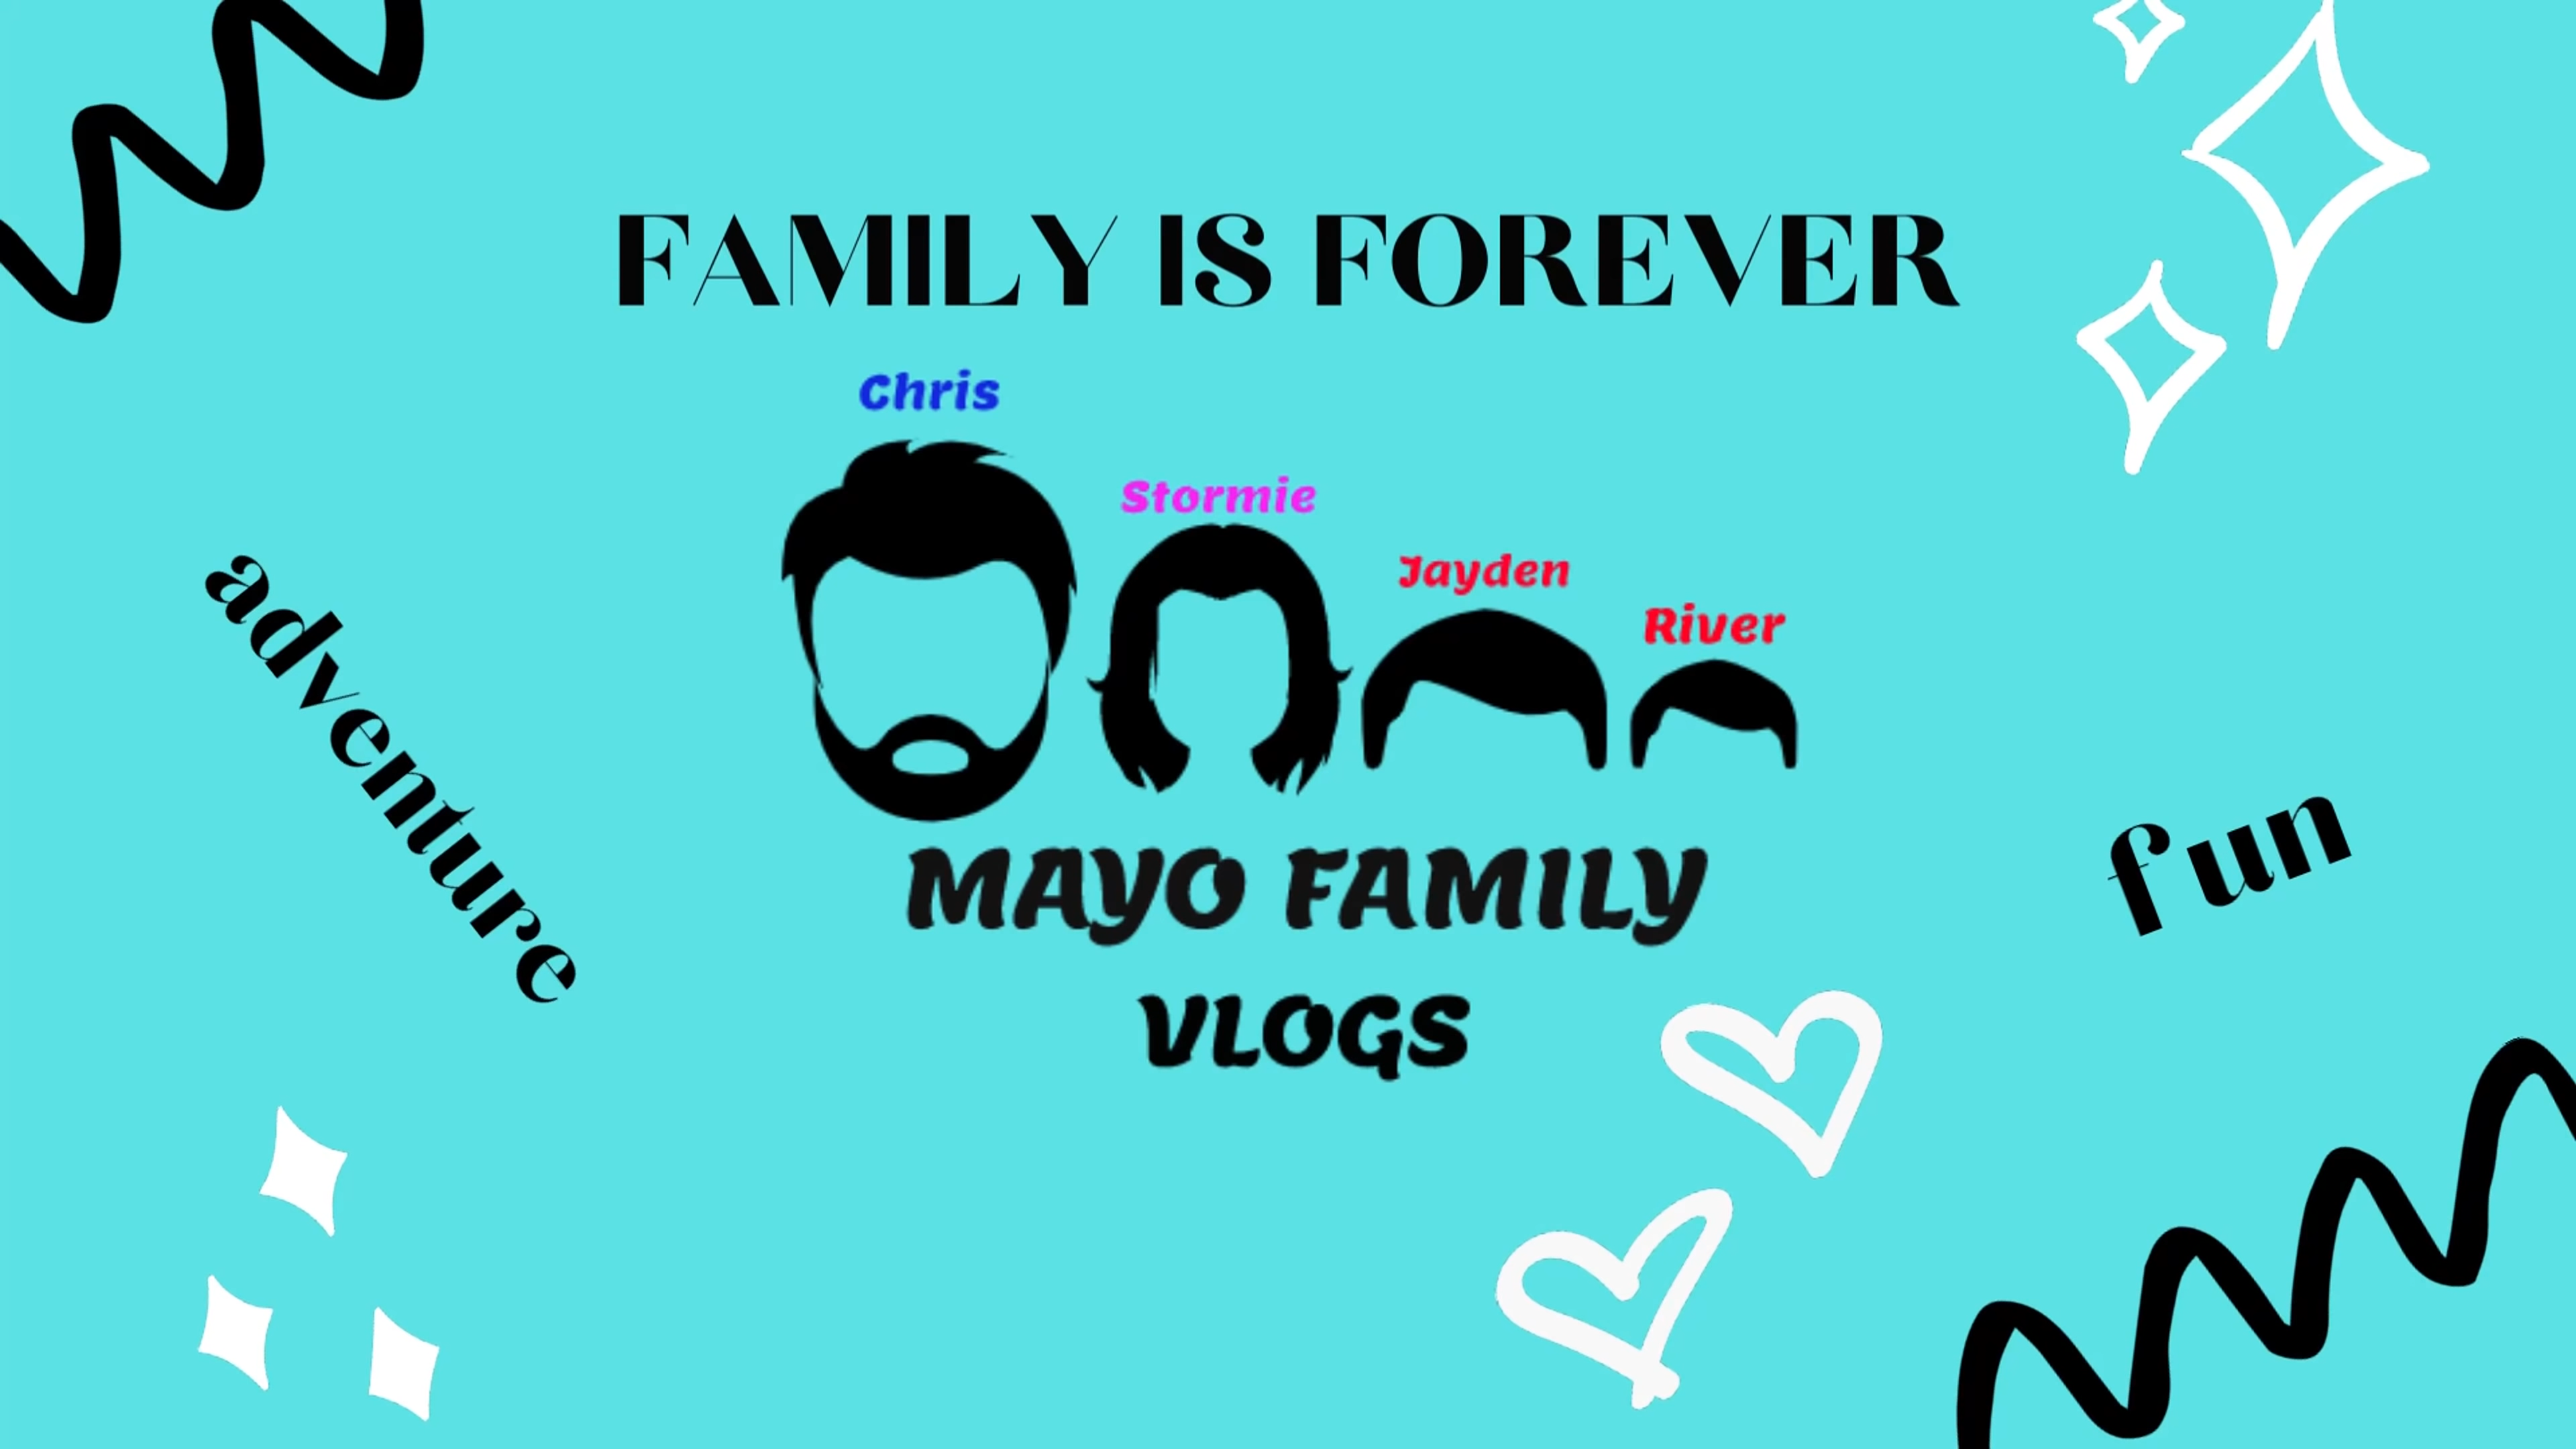 FAMILY IS FOREVER
Chris
Stormie
Jayden
River
adventure
fun
MAYO FAMILY
VLOGS